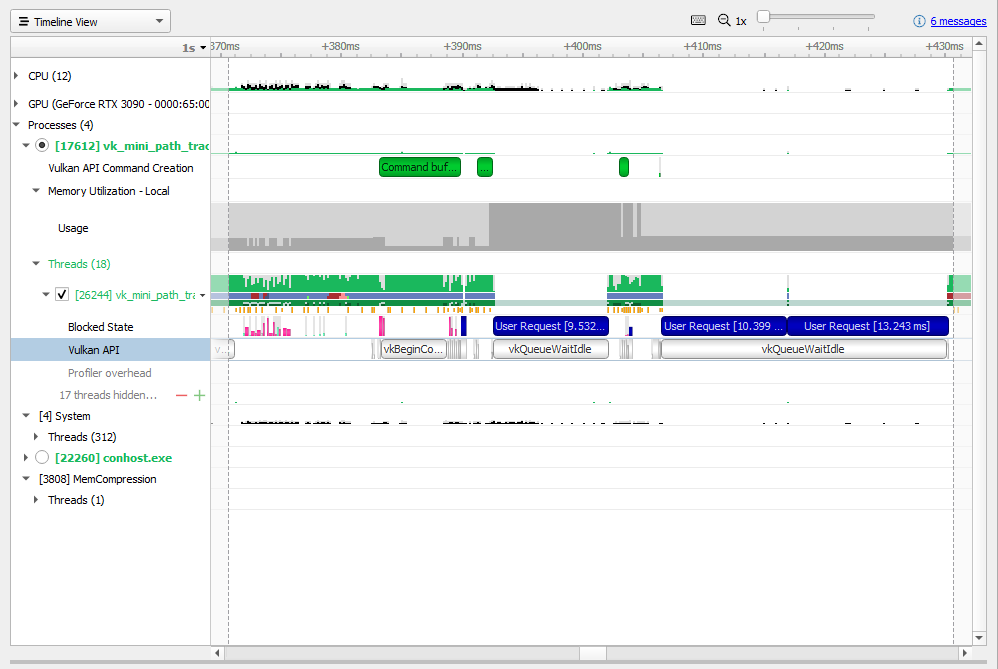 Timeline View
1x
6 messages
1s
370ms +380ms +390ms +400ms +410ms +420ms +430ms
CPU (12)
GPU (GeForce RTX 3090 - 0000:65:00
Processes (4)
[17612] vk_mini_path_trac
Vulkan API Command Creation
Command buf...
...
Memory Utilization - Local
Usage
Threads (18)
[26244] vk_mini_path_tra
Blocked State
User Request [9.532... User Request [10.399 ... User Request [13.243 ms]
Vulkan API
v... vkBeginCo... vkQueueWaitIdle vkQueueWaitIdle
Profiler overhead
17 threads hidden...
[4] System
Threads (312)
[22260] conhost.exe
[3808] MemCompression
Threads (1)